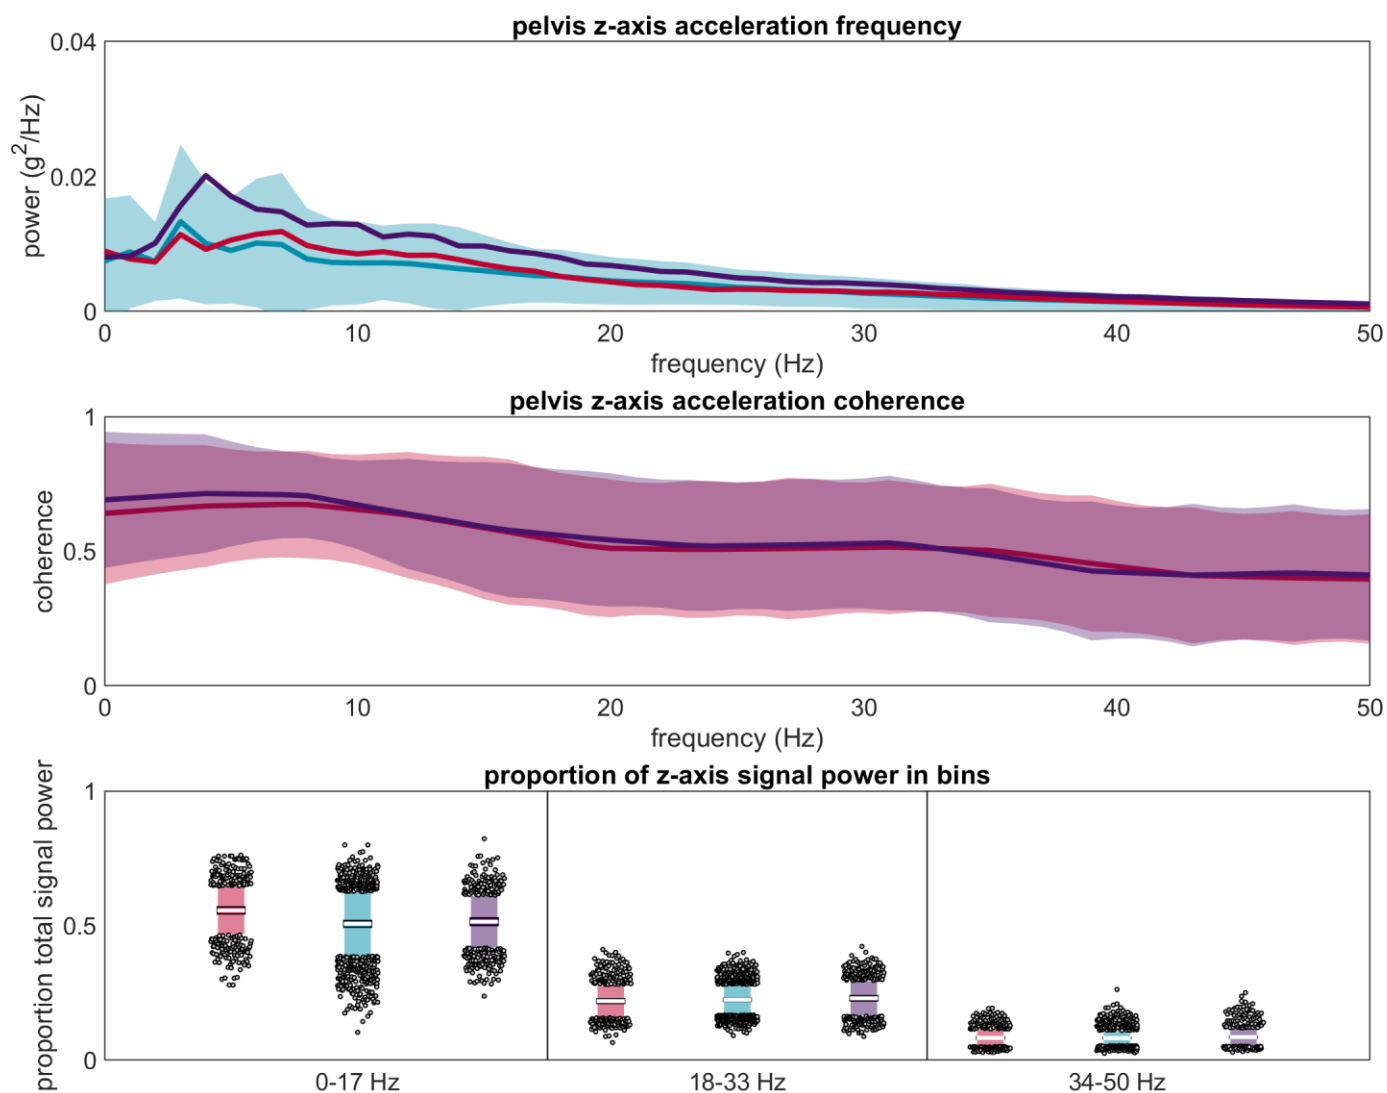 pelvis z-axis acceleration frequency
0.04
0.02
0
power (g²/Hz)
0 10 20 30 40 50
frequency (Hz)
pelvis z-axis acceleration coherence
1
0.5
0
coherence
0 10 20 30 40 50
frequency (Hz)
proportion of z-axis signal power in bins
1
0.5
0
proportion total signal power
0-17 Hz 18-33 Hz 34-50 Hz